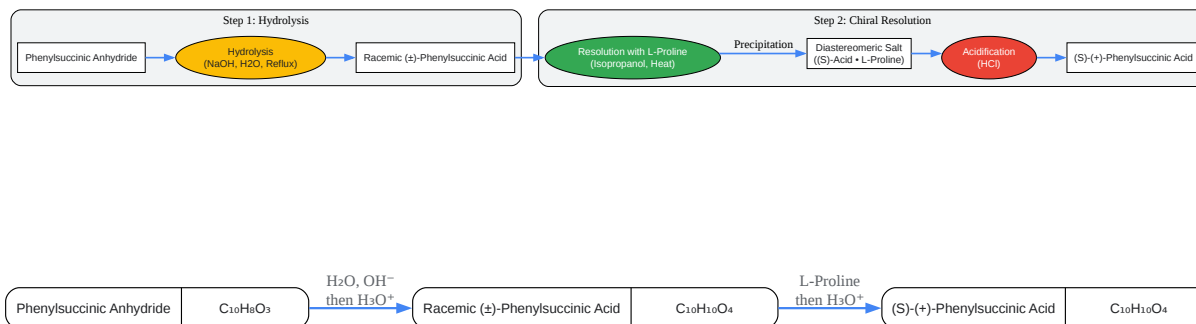 Step 1: Hydrolysis
Phenylsuccinic Anhydride
Hydrolysis
(NaOH, H2O, Reflux)
Racemic (±)-Phenylsuccinic Acid
Step 2: Chiral Resolution
Resolution with L-Proline
(Isopropanol, Heat)
Precipitation
Diastereomeric Salt
((S)-Acid • L-Proline)
Acidification
(HCl)
(S)-(+)-Phenylsuccinic Acid
Phenylsuccinic Anhydride
C₁₀H₈O₃
H₂O, OH⁻
then H₃O⁺
Racemic (±)-Phenylsuccinic Acid
C₁₀H₁₀O₄
L-Proline
then H₃O⁺
(S)-(+)-Phenylsuccinic Acid
C₁₀H₁₀O₄